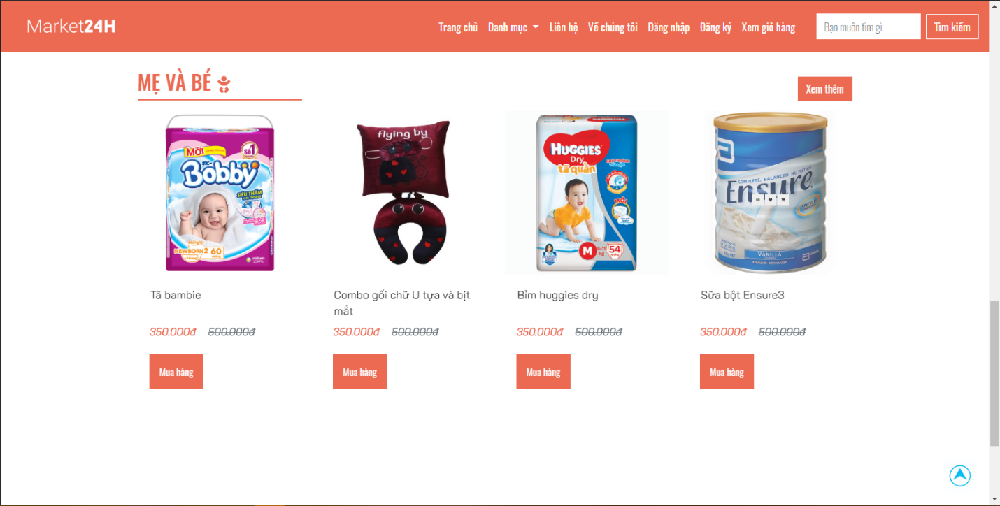 Market24H
Trang chủ Danh mục Liên hệ Về chúng tôi Đăng nhập Đăng ký Xem giỏ hàng Bạn muốn tìm gì Tìm kiếm
MẸ VÀ BÉ
Xem thêm
MỚI
Số 1
Bobby
SIÊU THẤM
NEWBORN 2 60
flying by
HUGGIES
Dry
tã quần
MỚI
M 6-11 kg 54
COMPLETE, BALANCED NUTRITION
Ensure
VANILLA
Tã bambie
Combo gối chữ U tựa và bịt
mắt
Bỉm huggies dry
Sữa bột Ensure3
350.000đ 500.000đ
350.000đ 500.000đ
350.000đ 500.000đ
350.000đ 500.000đ
Mua hàng
Mua hàng
Mua hàng
Mua hàng